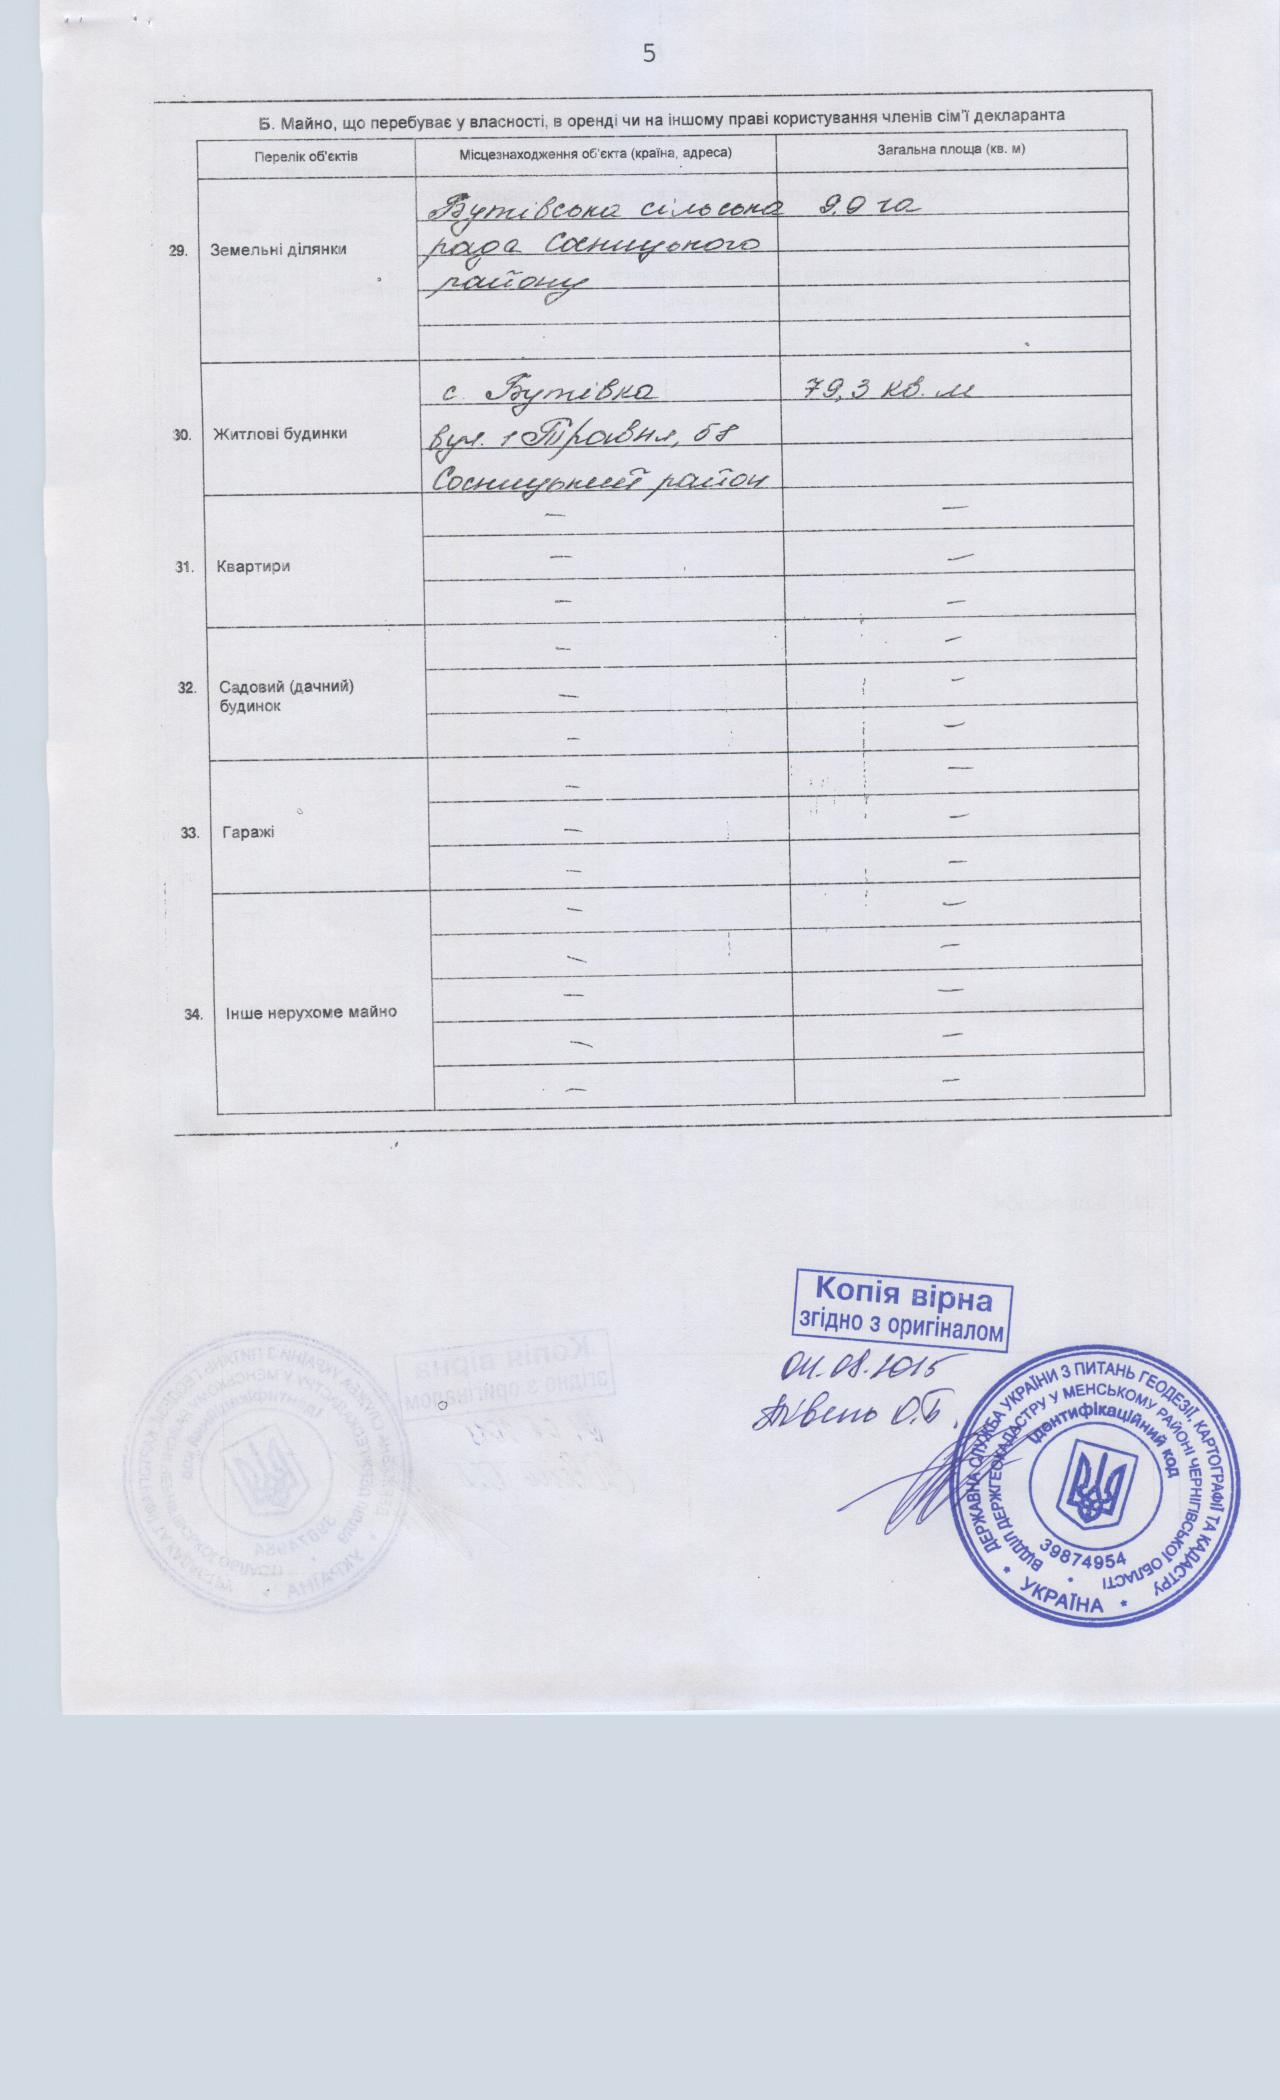 5
Б. Майно, що перебуває у власності, в оренді чи на іншому праві користування членів сім'ї декларанта
Перелік об'єктів Місцезнаходження об'єкта (країна, адреса) Загальна площа (кв. м)
29. Земельні ділянки
Бутівська сільська 9,0 га
рада Сосницького
району
30. Житлові будинки
с. Бутівка 79,3 кв. м
вул. 1 Травня, 68
Сосницький район
— —
31. Квартири — —
— —
— —
32. Садовий (дачний) будинок — —
— —
— —
33. Гаражі — —
— —
— —
— —
34. Інше нерухоме майно — —
— —
— —
Копія вірна
згідно з оригіналом
04.08.2015
Півень О.Б.
ДЕРЖАВНА СЛУЖБА УКРАЇНИ З ПИТАНЬ ГЕОДЕЗІЇ, КАРТОГРАФІЇ ТА КАДАСТРУ
ВІДДІЛ ДЕРЖГЕОКАДАСТРУ У МЕНСЬКОМУ РАЙОНІ ЧЕРНІГІВСЬКОЇ ОБЛАСТІ
Ідентифікаційний код
39874954
* УКРАЇНА *